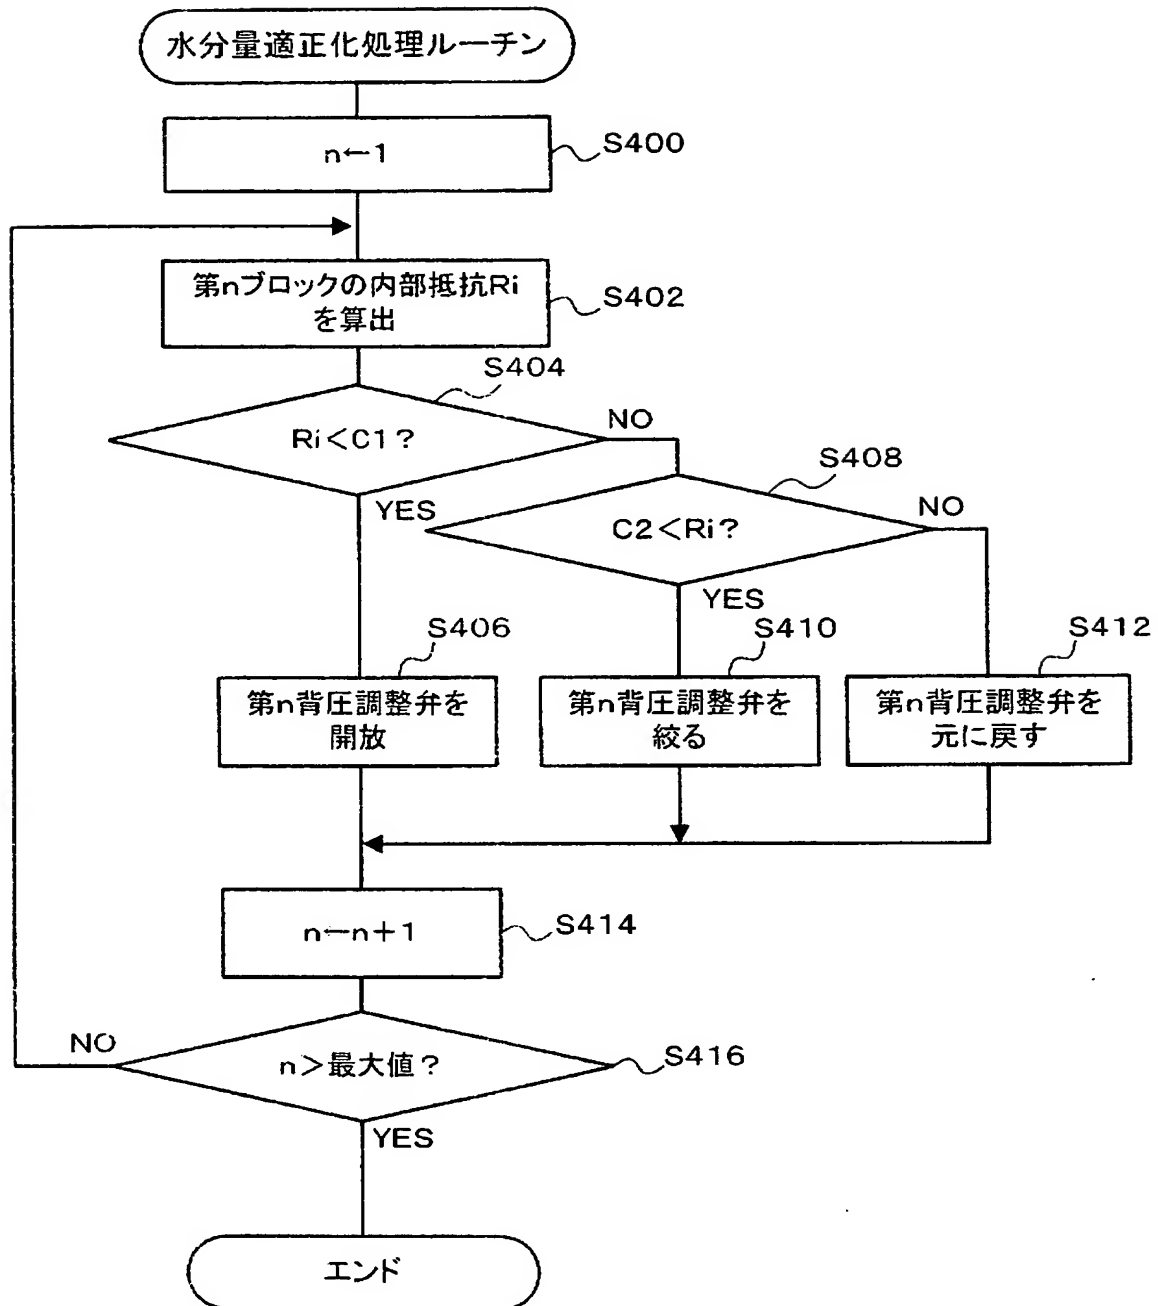 水分量適正化処理ルーチン
n←1
S400
第nブロックの内部抵抗Ri
を算出
S402
S404
Ri<C1?
NO
YES
S408
C2<Ri?
NO
YES
S406
第n背圧調整弁を
開放
S410
第n背圧調整弁を
絞る
S412
第n背圧調整弁を
元に戻す
n←n+1
S414
n>最大値?
S416
NO
YES
エンド